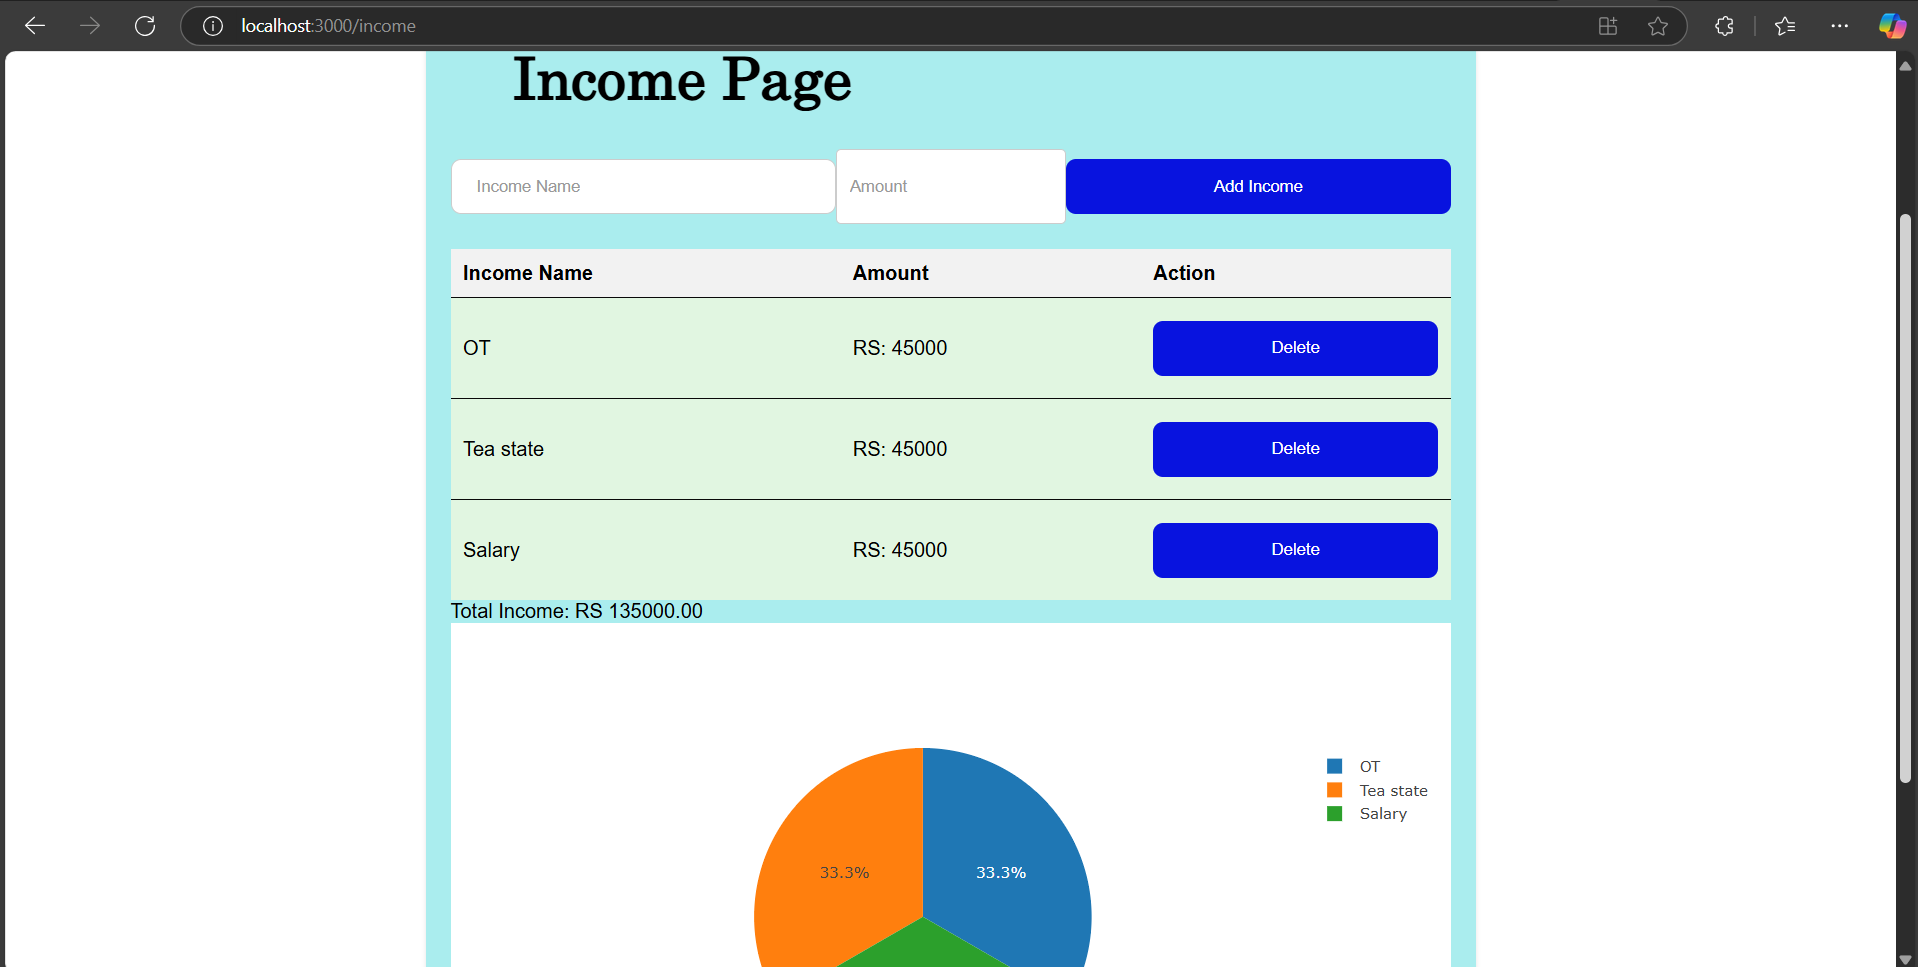 localhost:3000/income
Income Page
Income Name Amount Add Income
Income Name Amount Action
OT RS: 45000 Delete
Tea state RS: 45000 Delete
Salary RS: 45000 Delete
Total Income: RS 135000.00
OT
Tea state
Salary
33.3% 33.3%